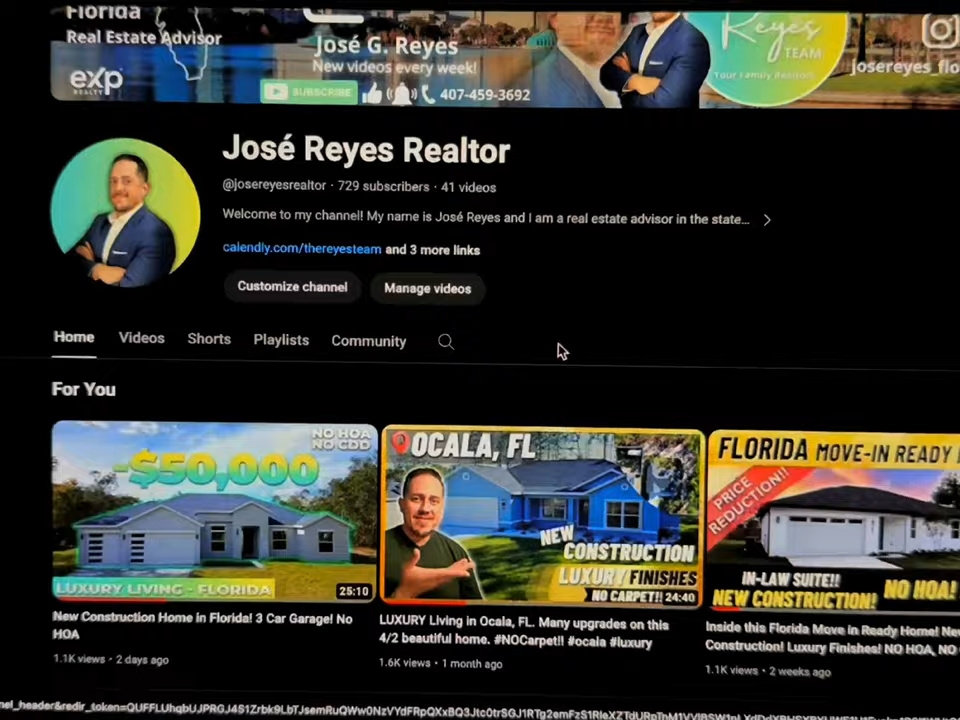 Florida
Real Estate Advisor
exp
REALTY
José G. Reyes
New videos every week!
SUBSCRIBE
407-459-3692
Reyes
TEAM
Your Family Realtors
josereyes_flo
José Reyes Realtor
@josereyesrealtor · 729 subscribers · 41 videos
Welcome to my channel! My name is José Reyes and I am a real estate advisor in the state...
calendly.com/thereyesteam and 3 more links
Customize channel
Manage videos
Home
Videos
Shorts
Playlists
Community
For You
NO HOA
NO CDD
-$50,000
LUXURY LIVING - FLORIDA
25:10
New Construction Home in Florida! 3 Car Garage! No
HOA
1.1K views · 2 days ago
OCALA, FL
NEW
CONSTRUCTION
LUXURY FINISHES
NO CARPET!!
24:40
LUXURY Living in Ocala, FL. Many upgrades on this
4/2 beautiful home. #NOCarpet!! #ocala #luxury
1.6K views · 1 month ago
FLORIDA MOVE-IN READY
PRICE
REDUCTION!!
IN-LAW SUITE!!
NEW CONSTRUCTION!
NO HOA!
Inside this Florida Move in Ready Home! New
Construction! Luxury Finishes! NO HOA, NO
1.1K views · 2 weeks ago